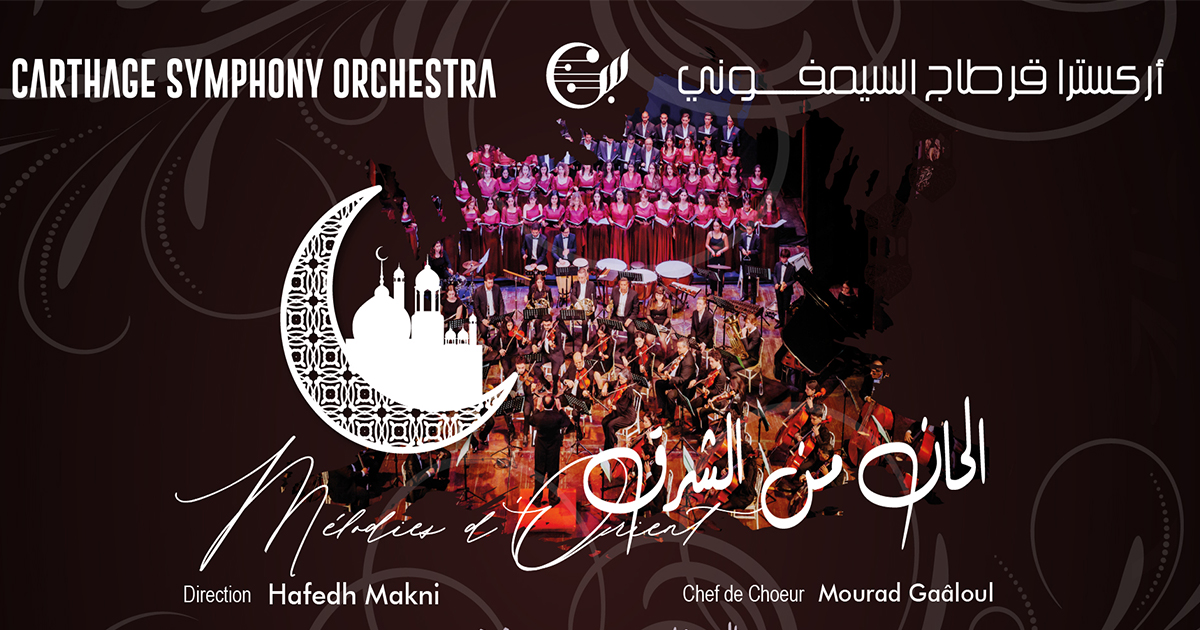 CARTHAGE SYMPHONY ORCHESTRA
أركسترا قرطاج السيمفوني
ألحان من الشرق
Mélodies d'Orient
Direction Hafedh Makni
Chef de Choeur Mourad Gaâloul